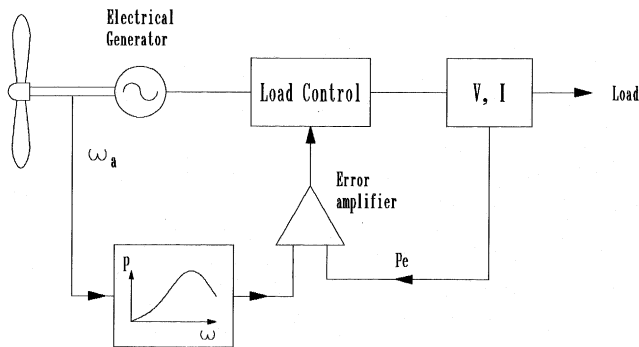 Electrical
Generator
Load Control
V, I
Load
ωa
Error
amplifier
p
ω
Pe